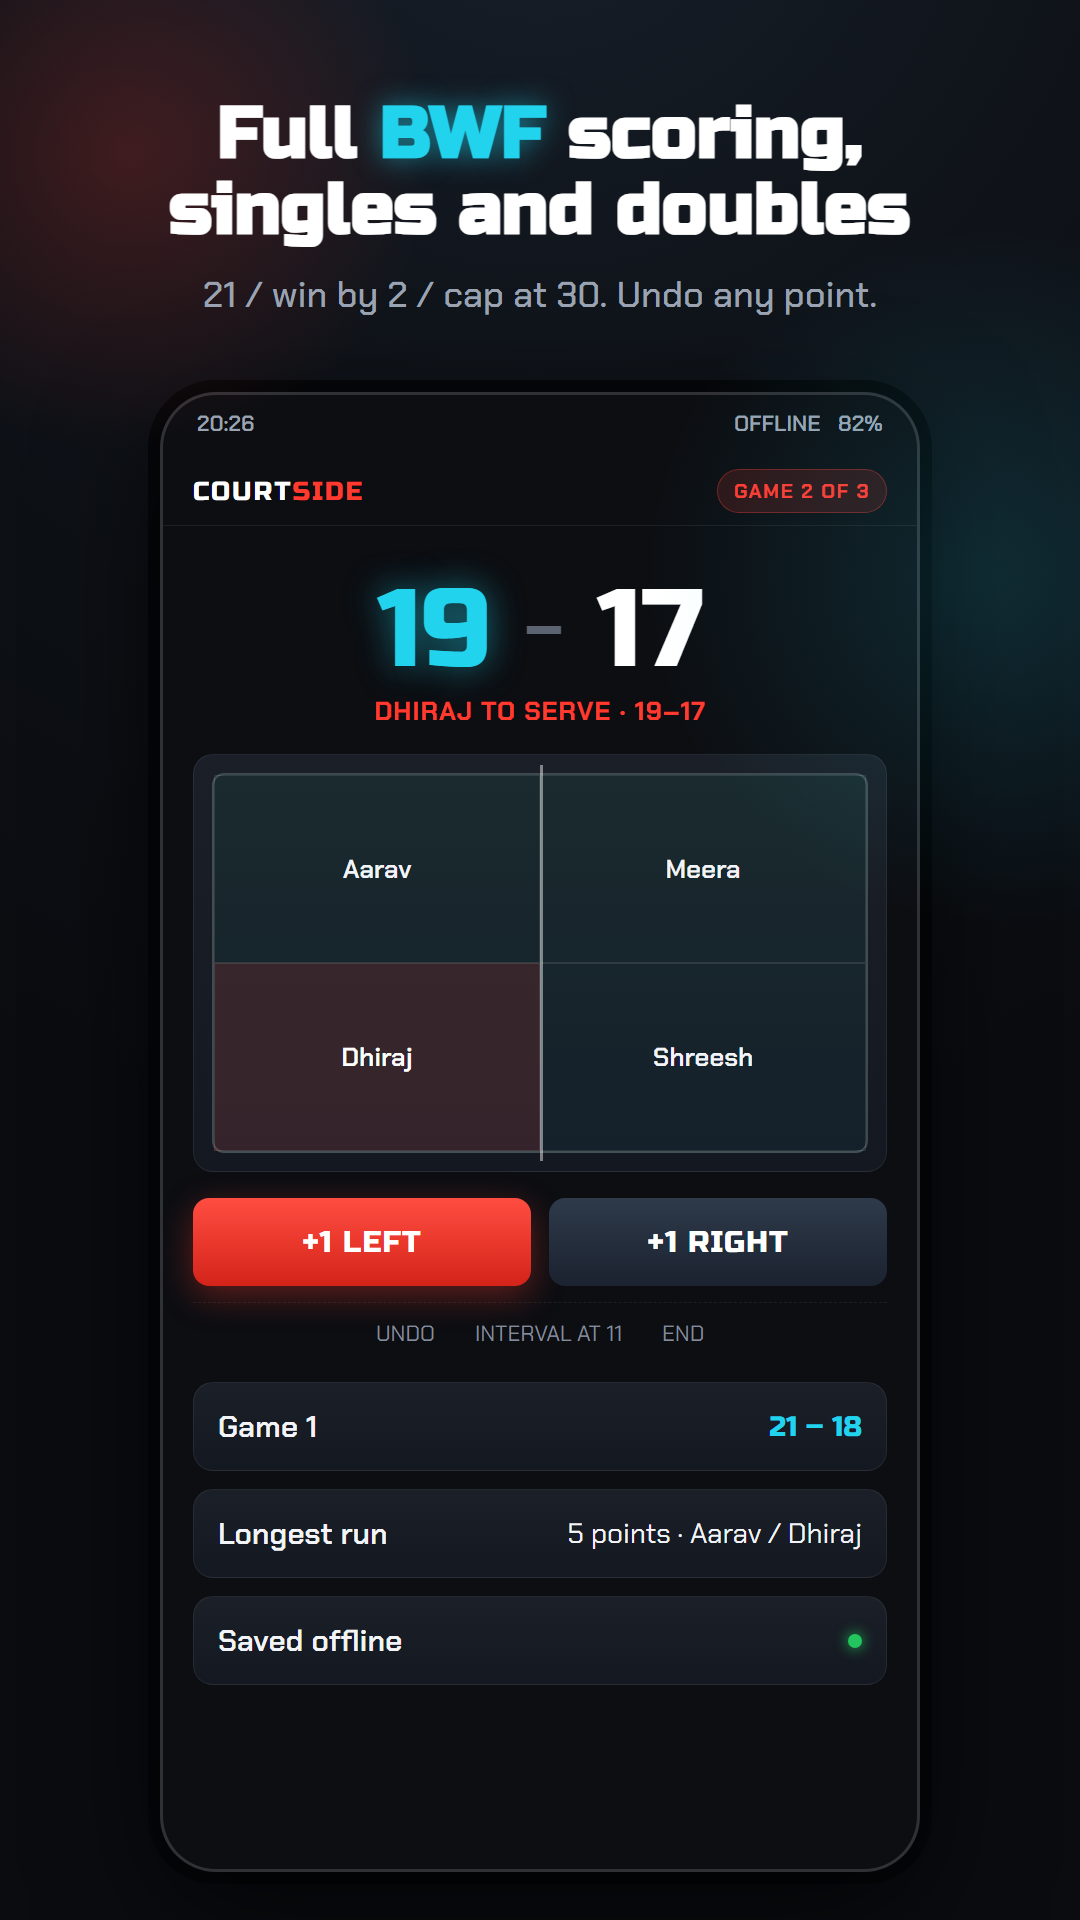 Full BWF scoring,
singles and doubles
21 / win by 2 / cap at 30. Undo any point.
20:26 OFFLINE 82%
COURTSIDE GAME 2 OF 3
19 – 17
DHIRAJ TO SERVE · 19–17
Aarav Meera
Dhiraj Shreesh
+1 LEFT +1 RIGHT
UNDO INTERVAL AT 11 END
Game 1 21 – 18
Longest run 5 points · Aarav / Dhiraj
Saved offline